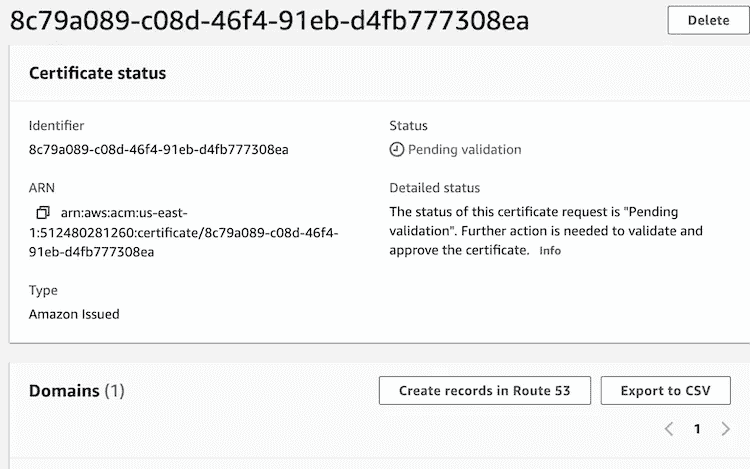 8c79a089-c08d-46f4-91eb-d4fb777308ea
Delete
Certificate status
Identifier
8c79a089-c08d-46f4-91eb-d4fb777308ea
Status
Pending validation
ARN
arn:aws:acm:us-east-
1:512480281260:certificate/8c79a089-c08d-46f4-
91eb-d4fb777308ea
Detailed status
The status of this certificate request is "Pending
validation". Further action is needed to validate and
approve the certificate. Info
Type
Amazon Issued
Domains (1)
Create records in Route 53
Export to CSV
1